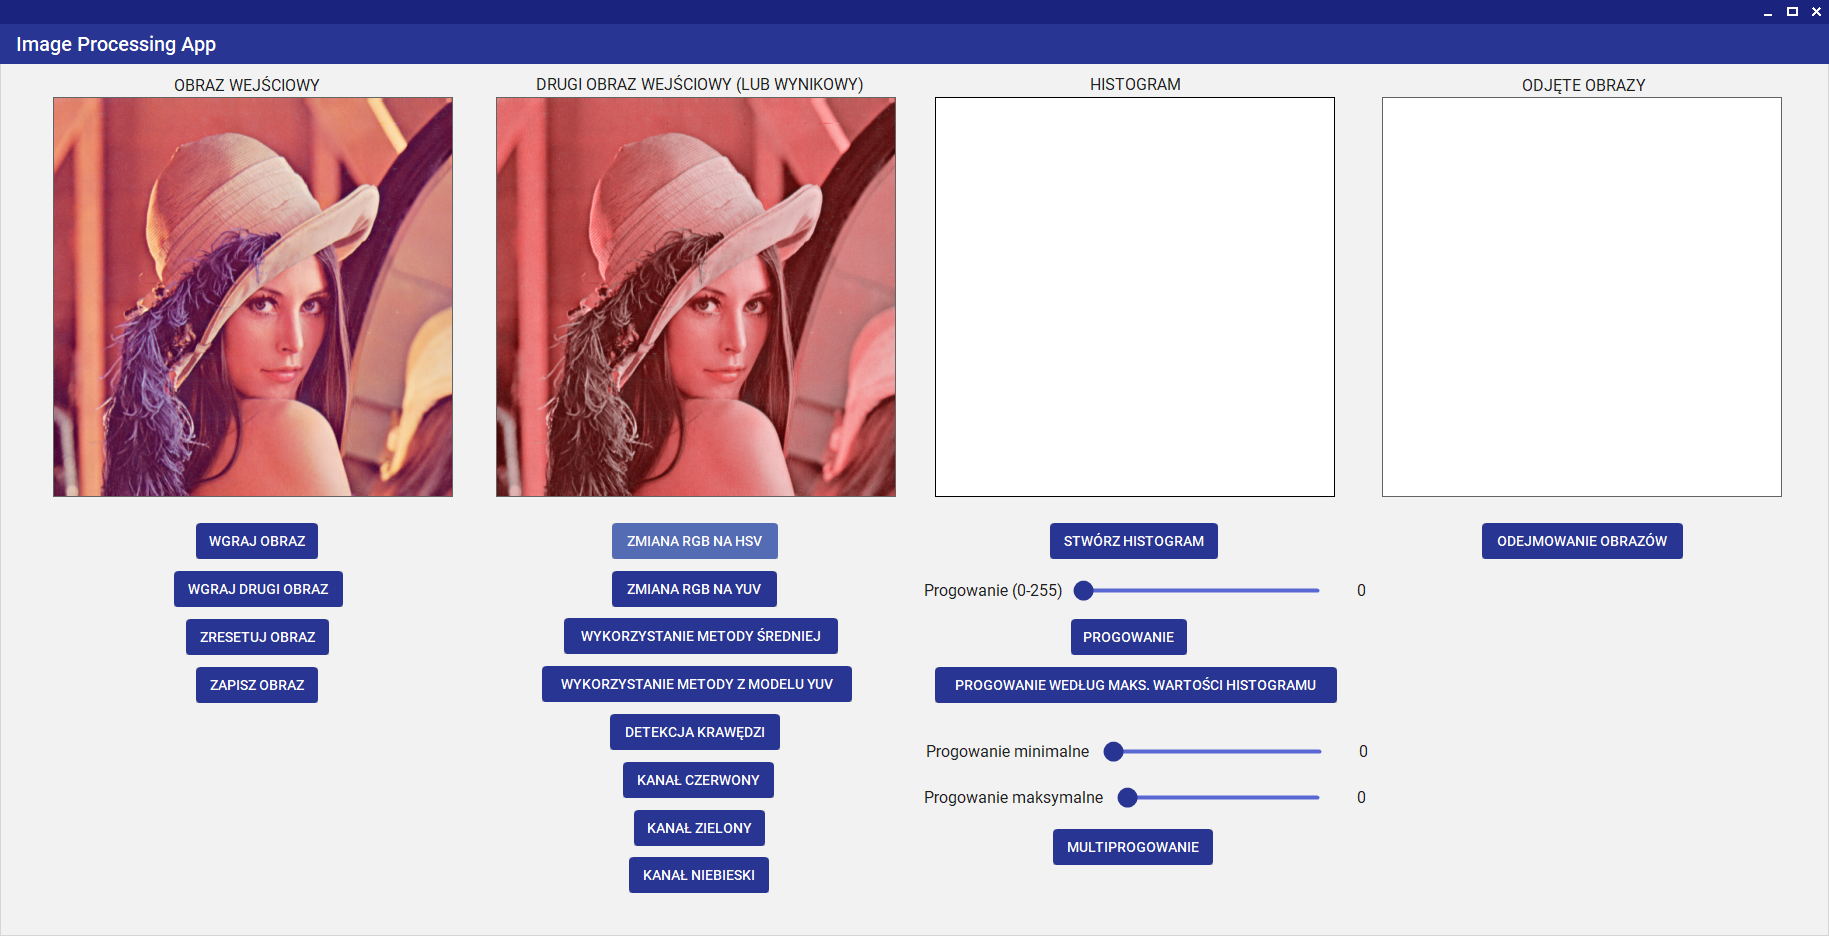 Image Processing App
OBRAZ WEJŚCIOWY
DRUGI OBRAZ WEJŚCIOWY (LUB WYNIKOWY)
HISTOGRAM
ODJĘTE OBRAZY
WGRAJ OBRAZ
WGRAJ DRUGI OBRAZ
ZRESETUJ OBRAZ
ZAPISZ OBRAZ
ZMIANA RGB NA HSV
ZMIANA RGB NA YUV
WYKORZYSTANIE METODY ŚREDNIEJ
WYKORZYSTANIE METODY Z MODELU YUV
DETEKCJA KRAWĘDZI
KANAŁ CZERWONY
KANAŁ ZIELONY
KANAŁ NIEBIESKI
STWÓRZ HISTOGRAM
Progowanie (0-255) 0
PROGOWANIE
PROGOWANIE WEDŁUG MAKS. WARTOŚCI HISTOGRAMU
Progowanie minimalne 0
Progowanie maksymalne 0
MULTIPROGOWANIE
ODEJMOWANIE OBRAZÓW